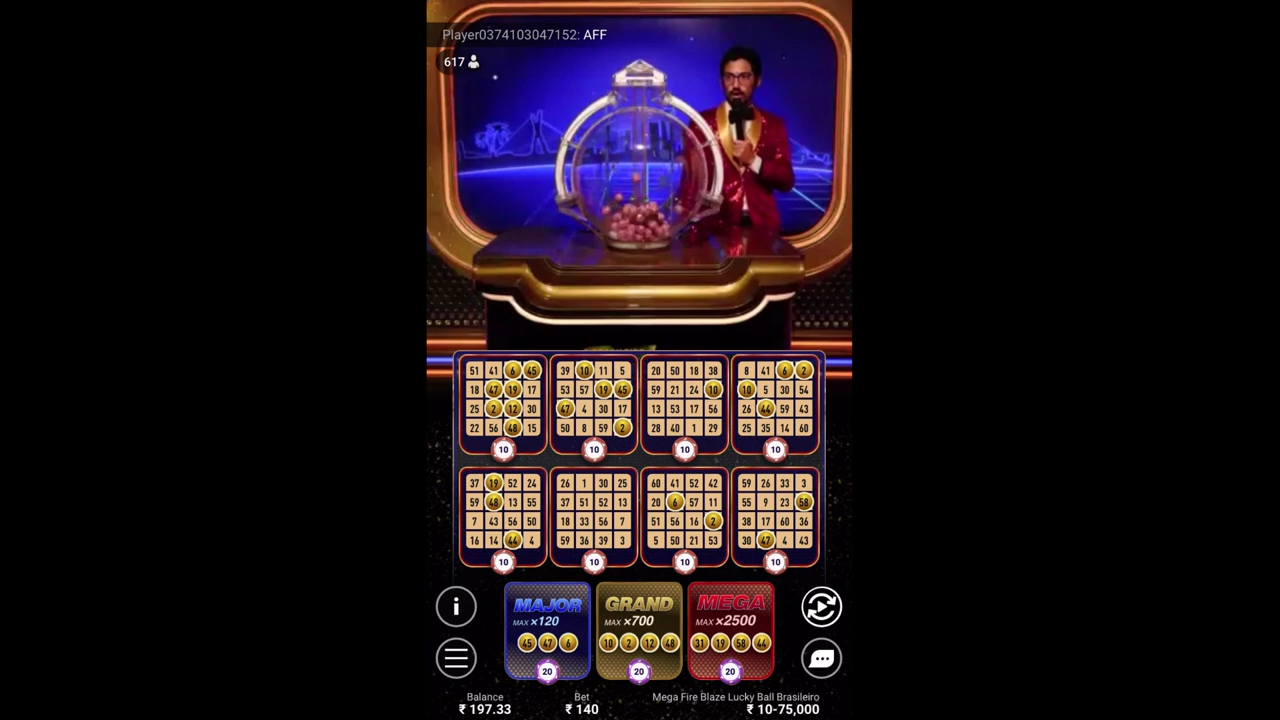 Player0374103047152: AFF
617
51 41 6 45
18 47 19 17
25 2 12 30
22 56 48 15
10
39 10 11 5
53 57 19 45
47 4 30 17
50 8 59 2
10
20 50 18 38
59 21 24 10
13 53 17 56
28 40 1 29
10
8 41 6 2
10 5 30 54
26 44 59 43
25 35 14 60
10
37 19 52 24
59 48 13 55
7 43 56 50
16 14 44 4
10
26 1 30 25
37 51 52 13
18 33 56 7
59 36 39 3
10
60 41 52 42
20 6 57 11
51 56 16 2
5 50 21 53
10
59 26 33 3
55 9 23 58
38 17 60 36
30 47 4 43
10
i
MAJOR
MAX ×120
45 47 6
20
GRAND
MAX ×700
10 2 12 48
20
MEGA
MAX ×2500
31 19 58 44
20
Balance
₹ 197.33
Bet
₹ 140
Mega Fire Blaze Lucky Ball Brasileiro
₹ 10-75,000